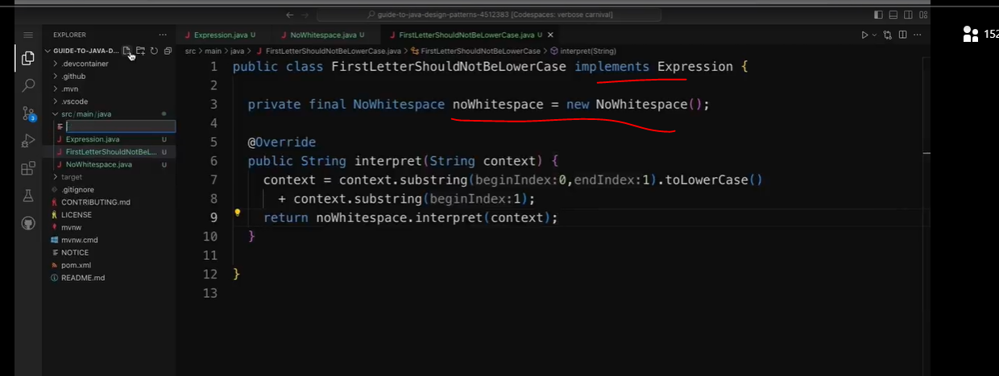 guide-to-java-design-patterns-4512383 [Codespaces: verbose carnival]
EXPLORER
Expression.java U
NoWhitespace.java U
FirstLetterShouldNotBeLowerCase.java U
152
GUIDE-TO-JAVA-D...
src > main > java > FirstLetterShouldNotBeLowerCase.java > FirstLetterShouldNotBeLowerCase > interpret(String)
.devcontainer
.github
.mvn
.vscode
src/main/java
Expression.java U
FirstLetterShouldNotBeL... U
NoWhitespace.java U
target
.gitignore
CONTRIBUTING.md
LICENSE
mvnw
mvnw.cmd
NOTICE
pom.xml
README.md
3
1 public class FirstLetterShouldNotBeLowerCase implements Expression {
2
3 private final NoWhitespace noWhitespace = new NoWhitespace();
4
5 @Override
6 public String interpret(String context) {
7 context = context.substring(beginIndex:0,endIndex:1).toLowerCase()
8 + context.substring(beginIndex:1);
9 return noWhitespace.interpret(context);
10 }
11
12 }
13